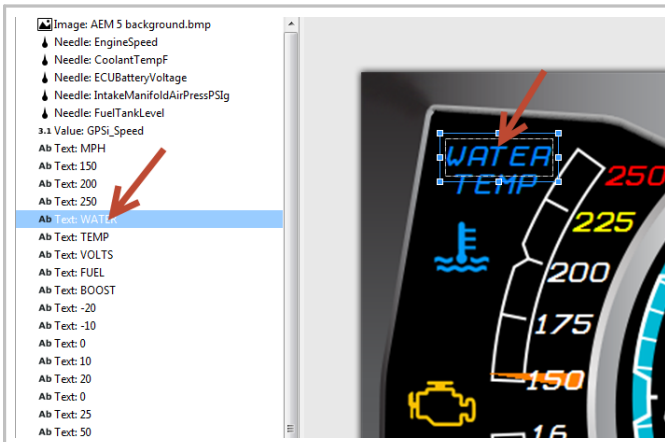 Image: AEM 5 background.bmp
Needle: EngineSpeed
Needle: CoolantTempF
Needle: ECUBatteryVoltage
Needle: IntakeManifoldAirPressPSIg
Needle: FuelTankLevel
3.1 Value: GPSi_Speed
Ab Text: MPH
Ab Text: 150
Ab Text: 200
Ab Text: 250
Ab Text: WATER
Ab Text: TEMP
Ab Text: VOLTS
Ab Text: FUEL
Ab Text: BOOST
Ab Text: -20
Ab Text: -10
Ab Text: 0
Ab Text: 10
Ab Text: 20
Ab Text: 0
Ab Text: 25
Ab Text: 50
WATER
TEMP
250
225
200
175
150
16